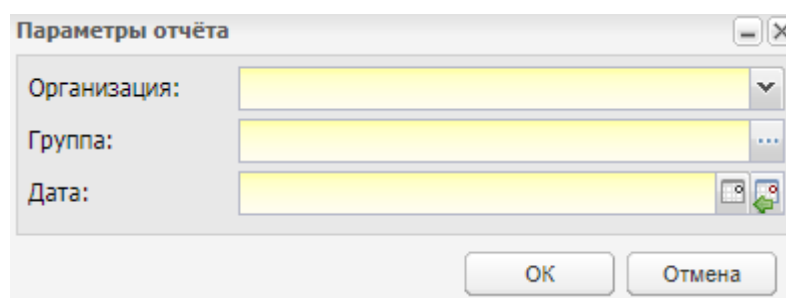 Параметры отчёта
Организация:
Группа:
Дата:
ОК Отмена